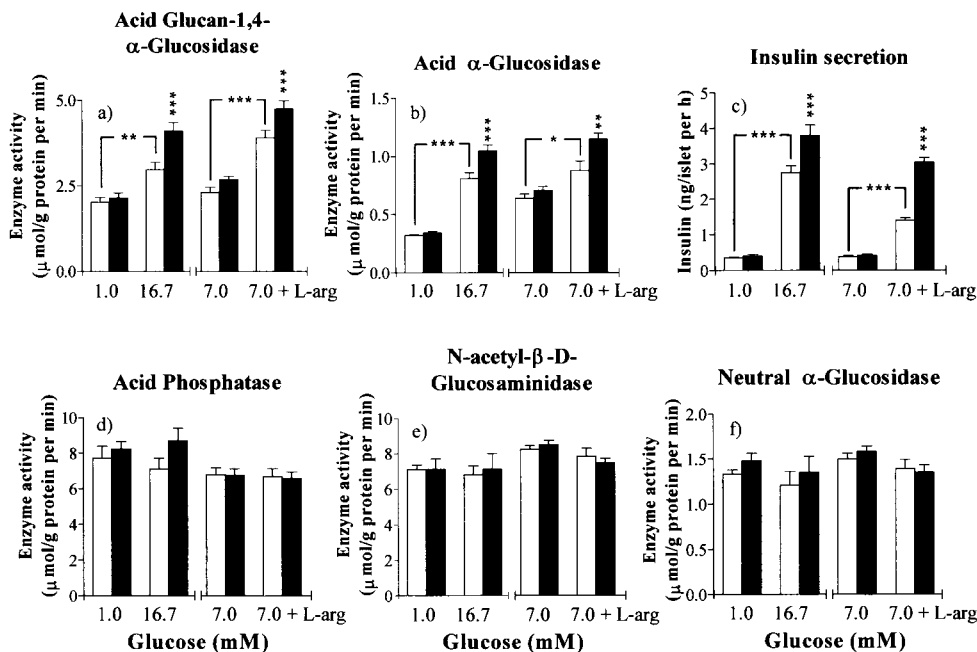 Acid Glucan-1,4-
α-Glucosidase
Enzyme activity
(μ mol/g protein per min)
a)
5.0
2.5
0.0
**
***
***
***
1.0 16.7 7.0 7.0 + L-arg
Acid α-Glucosidase
Enzyme activity
(μ mol/g protein per min)
b)
1.5
1.0
0.5
0.0
***
***
*
**
1.0 16.7 7.0 7.0 + L-arg
Insulin secretion
Insulin (ng/islet per h)
c)
5
4
3
2
1
0
***
***
***
***
1.0 16.7 7.0 7.0 + L-arg
Acid Phosphatase
Enzyme activity
(μ mol/g protein per min)
d)
10
8
6
4
2
0
1.0 16.7 7.0 7.0 + L-arg
Glucose (mM)
N-acetyl-β-D-
Glucosaminidase
Enzyme activity
(μ mol/g protein per min)
e)
10
8
6
4
2
0
1.0 16.7 7.0 7.0 + L-arg
Glucose (mM)
Neutral α-Glucosidase
Enzyme activity
(μ mol/g protein per min)
f)
2.0
1.5
1.0
0.5
0.0
1.0 16.7 7.0 7.0 + L-arg
Glucose (mM)